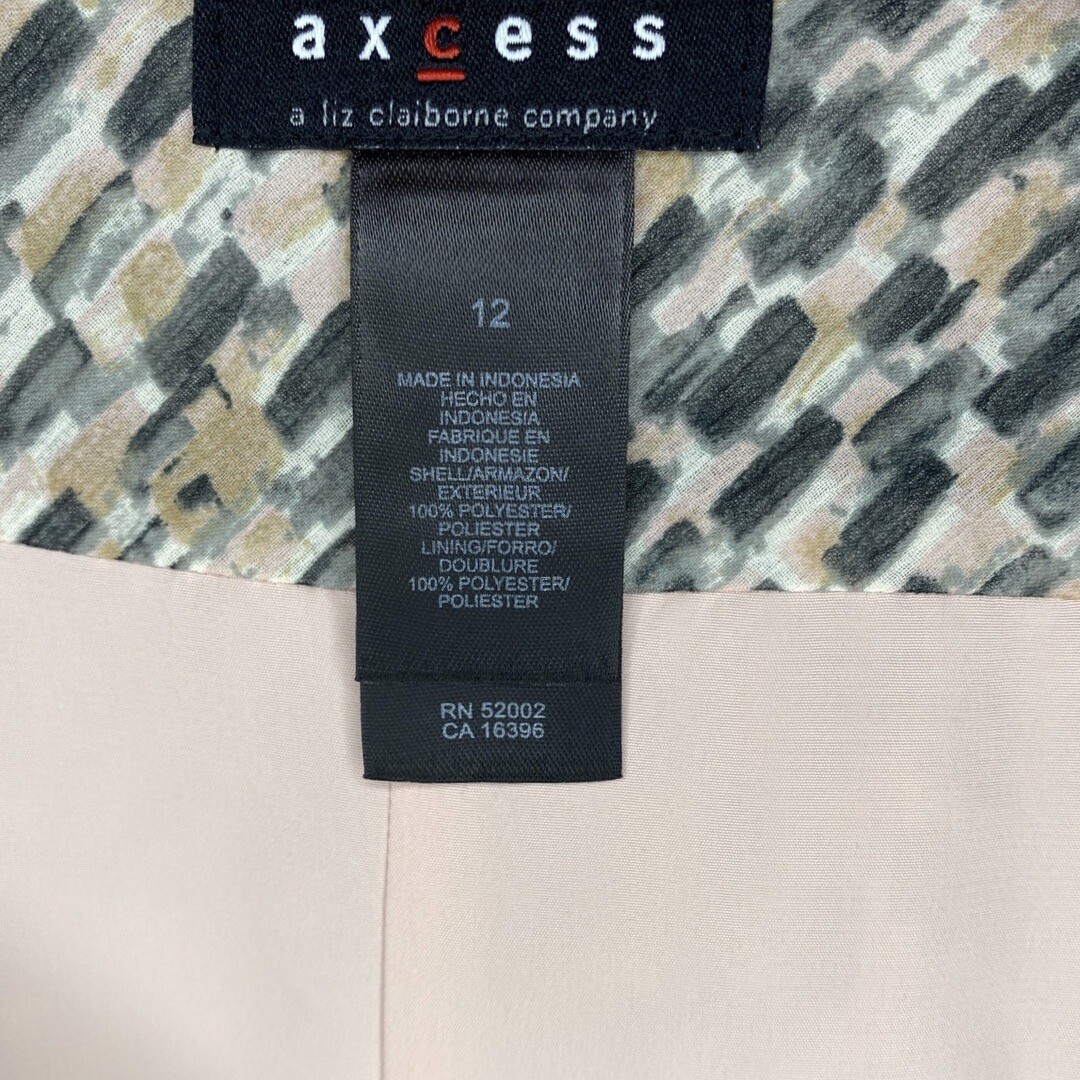 axcess
a liz claiborne company
12
MADE IN INDONESIA
HECHO EN
INDONESIA
FABRIQUE EN
INDONESIE
SHELL/ARMAZON/
EXTERIEUR
100% POLYESTER/
POLIESTER
LINING/FORRO/
DOUBLURE
100% POLYESTER/
POLIESTER
RN 52002
CA 16396